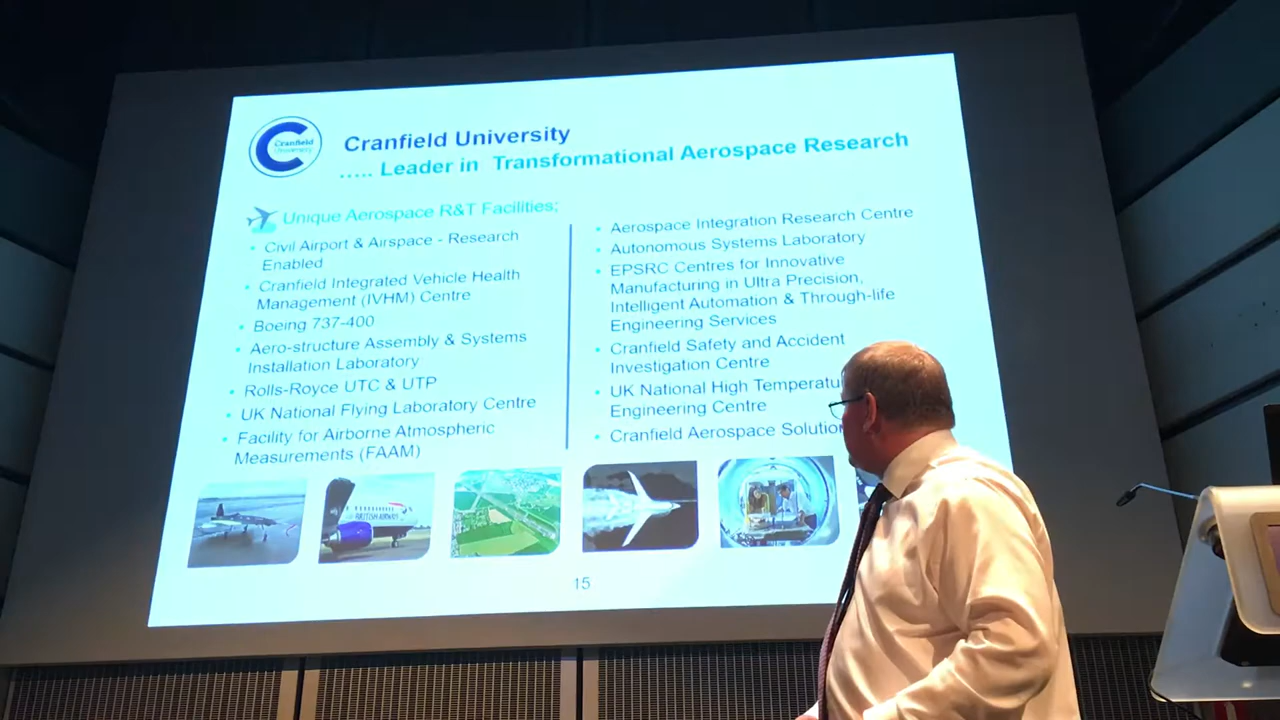 Cranfield
University
Cranfield University
..... Leader in Transformational Aerospace Research
Unique Aerospace R&T Facilities;
• Civil Airport & Airspace - Research
Enabled
• Cranfield Integrated Vehicle Health
Management (IVHM) Centre
• Boeing 737-400
• Aero-structure Assembly & Systems
Installation Laboratory
• Rolls-Royce UTC & UTP
• UK National Flying Laboratory Centre
• Facility for Airborne Atmospheric
Measurements (FAAM)
• Aerospace Integration Research Centre
• Autonomous Systems Laboratory
• EPSRC Centres for Innovative
Manufacturing in Ultra Precision,
Intelligent Automation & Through-life
Engineering Services
• Cranfield Safety and Accident
Investigation Centre
• UK National High
Engineering Centre
• Cranfield Aerospace
BRITISH AIRWAYS
15